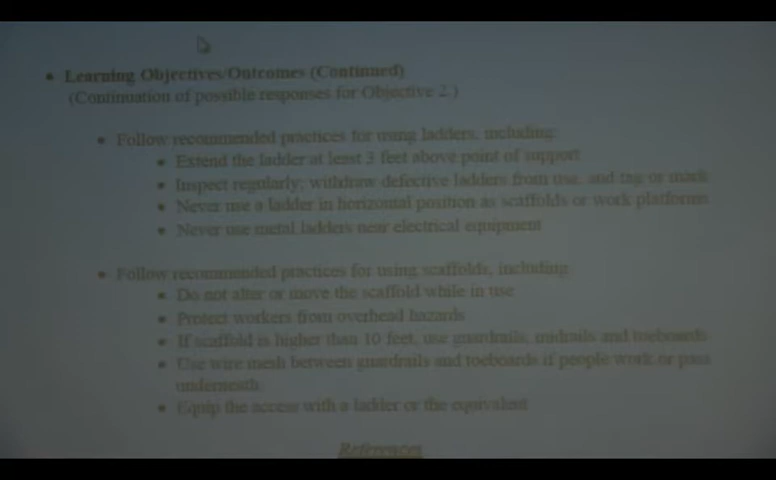 Learning Objectives/Outcomes (Continued)
(Continuation of possible responses for Objective 2.)
Follow recommended practices for using ladders, including:
Extend the ladder at least 3 feet above point of support
Inspect regularly; withdraw defective ladders from use, and tag or mark
Never use a ladder in horizontal position as scaffolds or work platforms
Never use metal ladders near electrical equipment
Follow recommended practices for using scaffolds, including:
Do not alter or move the scaffold while in use
Protect workers from overhead hazards
If scaffold is higher than 10 feet, use guardrails, midrails and toeboards
Use wire mesh between guardrails and toeboards if people work or pass
underneath
Equip the access with a ladder or the equivalent
References